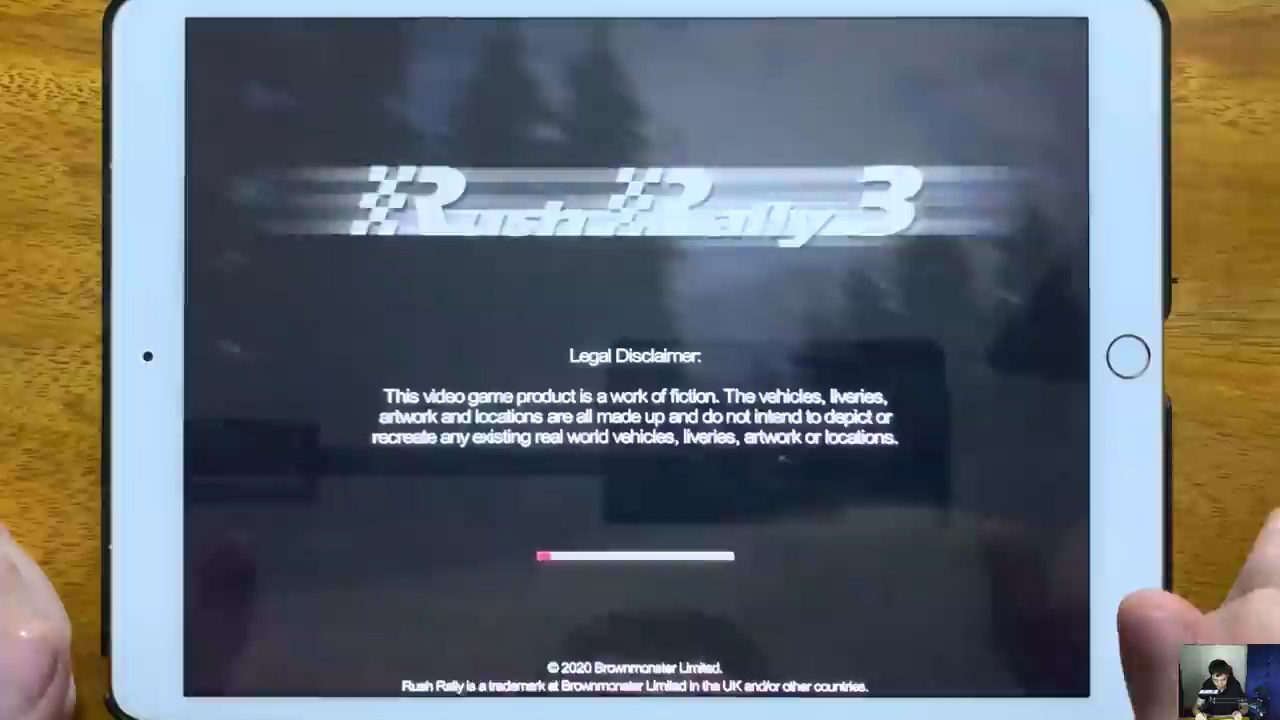 Rush Rally 3
Legal Disclaimer:
This video game product is a work of fiction. The vehicles, liveries,
artwork and locations are all made up and do not intend to depict or
recreate any existing real world vehicles, liveries, artwork or locations.
© 2020 Brownmonster Limited.
Rush Rally is a trademark at Brownmonster Limited in the UK and/or other countries.